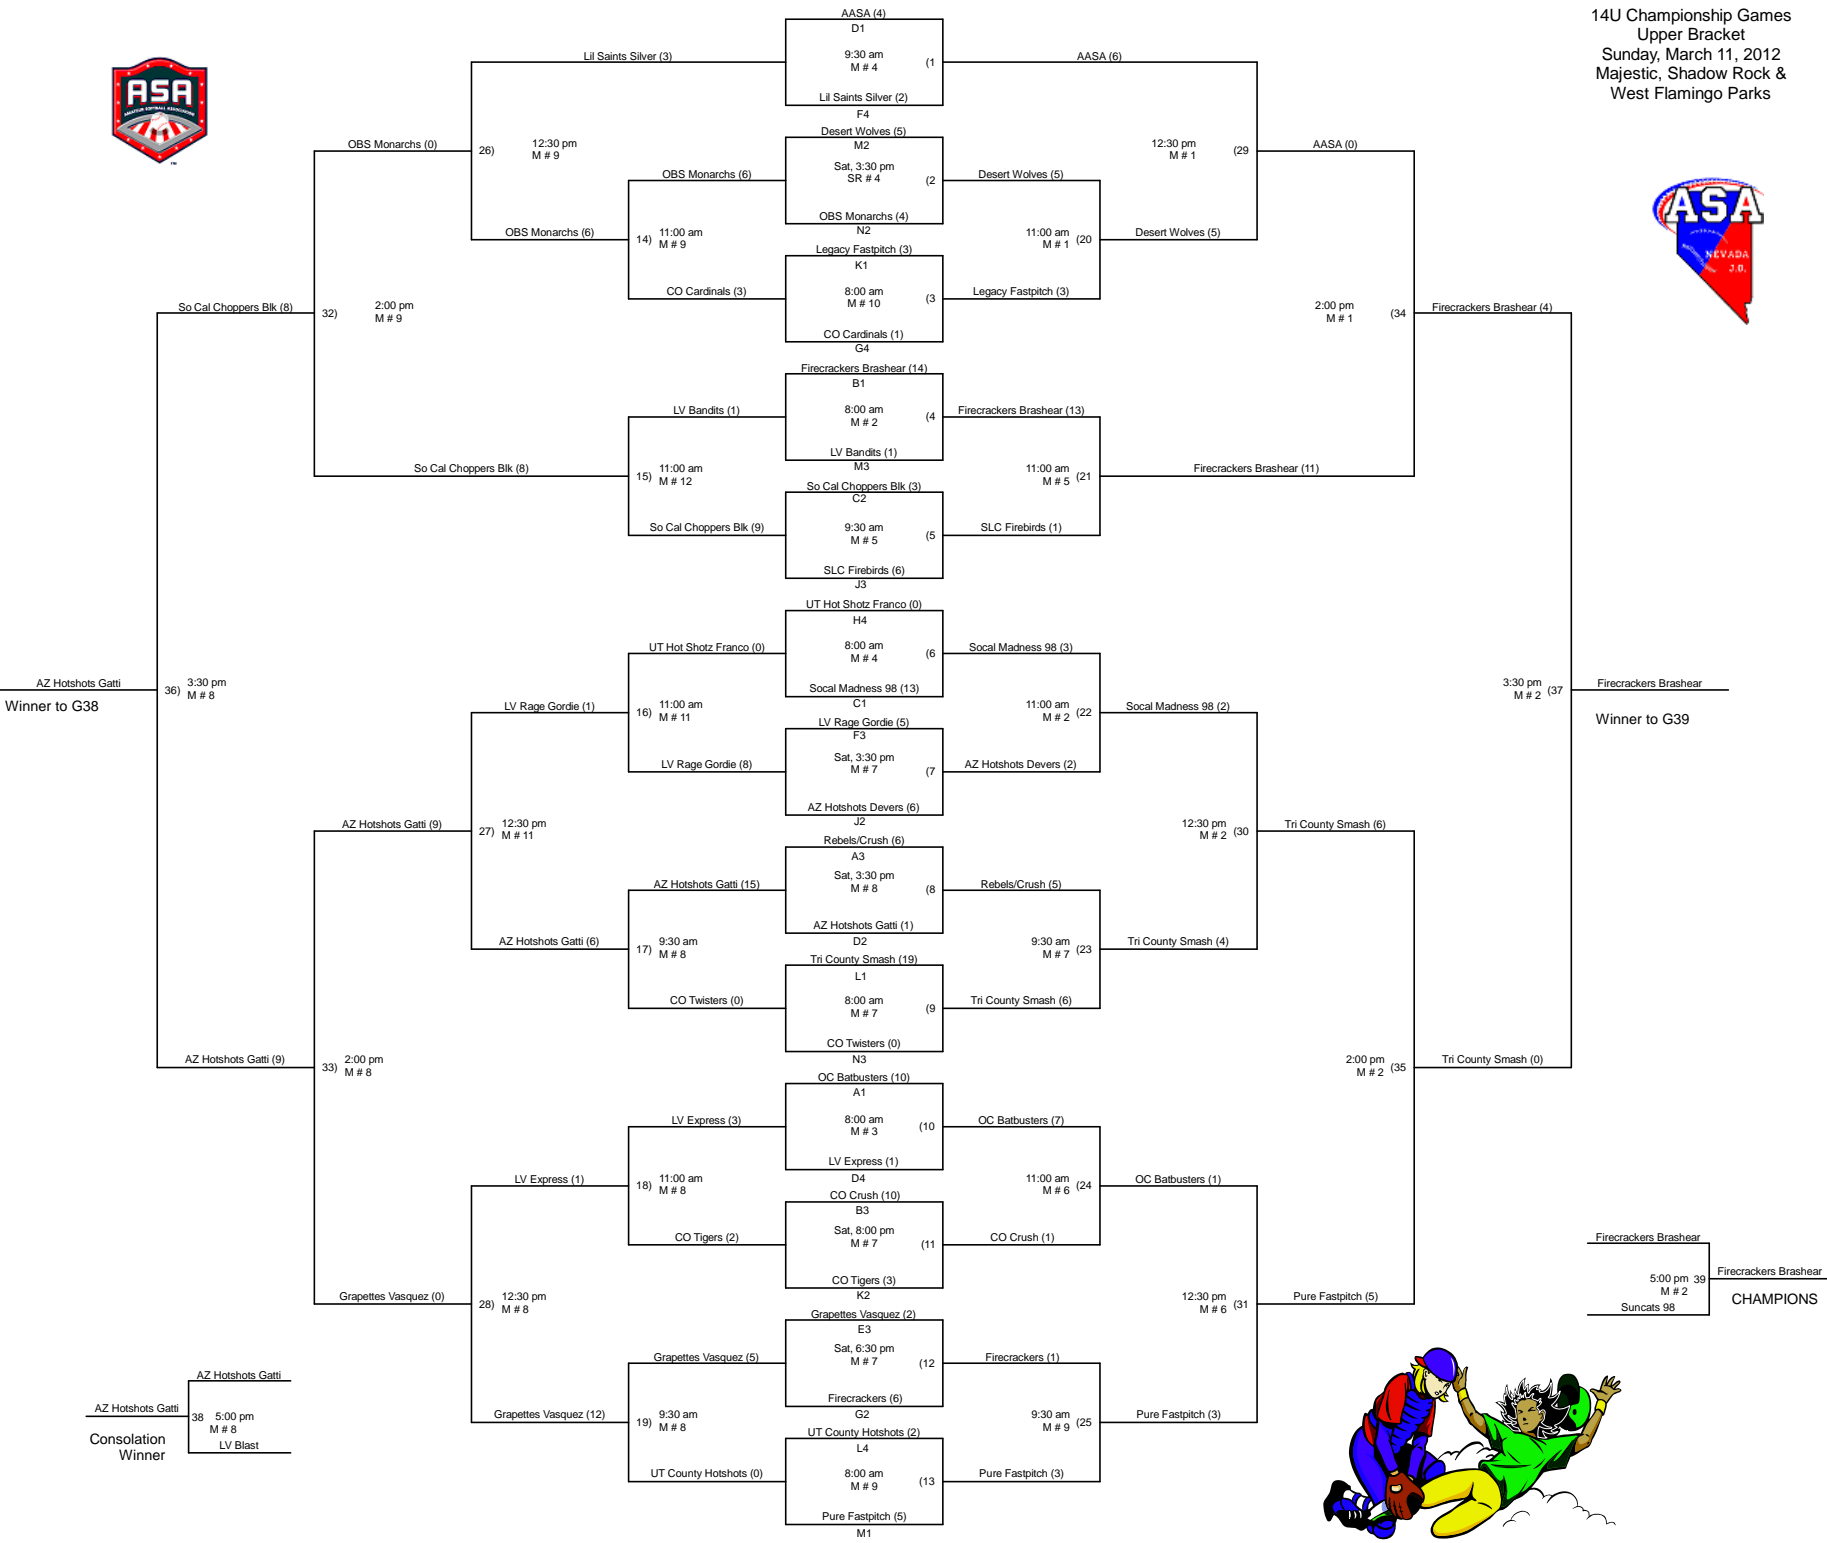 14U Championship Games
Upper Bracket
Sunday, March 11, 2012
Majestic, Shadow Rock &
West Flamingo Parks
ASA
AMATEUR SOFTBALL ASSOCIATION
TM
ASA
NEVADA
J.O.
AASA (4)
D1
9:30 am
M # 4
(1
Lil Saints Silver (2)
F4
Desert Wolves (5)
M2
Sat, 3:30 pm
SR # 4
(2
OBS Monarchs (4)
N2
Legacy Fastpitch (3)
K1
8:00 am
M # 10
(3
CO Cardinals (1)
G4
Firecrackers Brashear (14)
B1
8:00 am
M # 2
(4
LV Bandits (1)
M3
So Cal Choppers Blk (3)
C2
9:30 am
M # 5
(5
SLC Firebirds (6)
J3
UT Hot Shotz Franco (0)
H4
8:00 am
M # 4
(6
Socal Madness 98 (13)
C1
LV Rage Gordie (5)
F3
Sat, 3:30 pm
M # 7
(7
AZ Hotshots Devers (6)
J2
Rebels/Crush (6)
A3
Sat, 3:30 pm
M # 8
(8
AZ Hotshots Gatti (1)
D2
Tri County Smash (19)
L1
8:00 am
M # 7
(9
CO Twisters (0)
N3
OC Batbusters (10)
A1
8:00 am
M # 3
(10
LV Express (1)
D4
CO Crush (10)
B3
Sat, 8:00 pm
M # 7
(11
CO Tigers (3)
K2
Grapettes Vasquez (2)
E3
Sat, 6:30 pm
M # 7
(12
Firecrackers (6)
G2
UT County Hotshots (2)
L4
8:00 am
M # 9
(13
Pure Fastpitch (5)
M1
Lil Saints Silver (3)
26)
12:30 pm
M # 9
OBS Monarchs (6)
OBS Monarchs (6)
14)
11:00 am
M # 9
CO Cardinals (3)
OBS Monarchs (0)
32)
2:00 pm
M # 9
So Cal Choppers Blk (8)
LV Bandits (1)
15)
11:00 am
M # 12
So Cal Choppers Blk (9)
So Cal Choppers Blk (8)
36)
3:30 pm
M # 8
AZ Hotshots Gatti (9)
AZ Hotshots Gatti
Winner to G38
UT Hot Shotz Franco (0)
16)
11:00 am
M # 11
LV Rage Gordie (8)
LV Rage Gordie (1)
27)
12:30 pm
M # 11
AZ Hotshots Gatti (6)
AZ Hotshots Gatti (15)
17)
9:30 am
M # 8
CO Twisters (0)
AZ Hotshots Gatti (9)
33)
2:00 pm
M # 8
Grapettes Vasquez (0)
LV Express (3)
18)
11:00 am
M # 8
CO Tigers (2)
LV Express (1)
28)
12:30 pm
M # 8
Grapettes Vasquez (12)
Grapettes Vasquez (5)
19)
9:30 am
M # 8
UT County Hotshots (0)
AZ Hotshots Gatti
AZ Hotshots Gatti
38
5:00 pm
M # 8
LV Blast
Consolation
Winner
AASA (6)
12:30 pm
M # 1
(29
Desert Wolves (5)
Desert Wolves (5)
11:00 am
M # 1
(20
Legacy Fastpitch (3)
AASA (0)
2:00 pm
M # 1
(34
Firecrackers Brashear (11)
Firecrackers Brashear (13)
11:00 am
M # 5
(21
SLC Firebirds (1)
Firecrackers Brashear (4)
3:30 pm
M # 2
(37
Tri County Smash (0)
Firecrackers Brashear
Winner to G39
Socal Madness 98 (3)
11:00 am
M # 2
(22
AZ Hotshots Devers (2)
Socal Madness 98 (2)
12:30 pm
M # 2
(30
Tri County Smash (4)
Rebels/Crush (5)
9:30 am
M # 7
(23
Tri County Smash (6)
Tri County Smash (6)
2:00 pm
M # 2
(35
Pure Fastpitch (5)
OC Batbusters (7)
11:00 am
M # 6
(24
CO Crush (1)
OC Batbusters (1)
12:30 pm
M # 6
(31
Pure Fastpitch (3)
Firecrackers (1)
9:30 am
M # 9
(25
Pure Fastpitch (3)
Firecrackers Brashear
5:00 pm
M # 2
39
Suncats 98
Firecrackers Brashear
CHAMPIONS